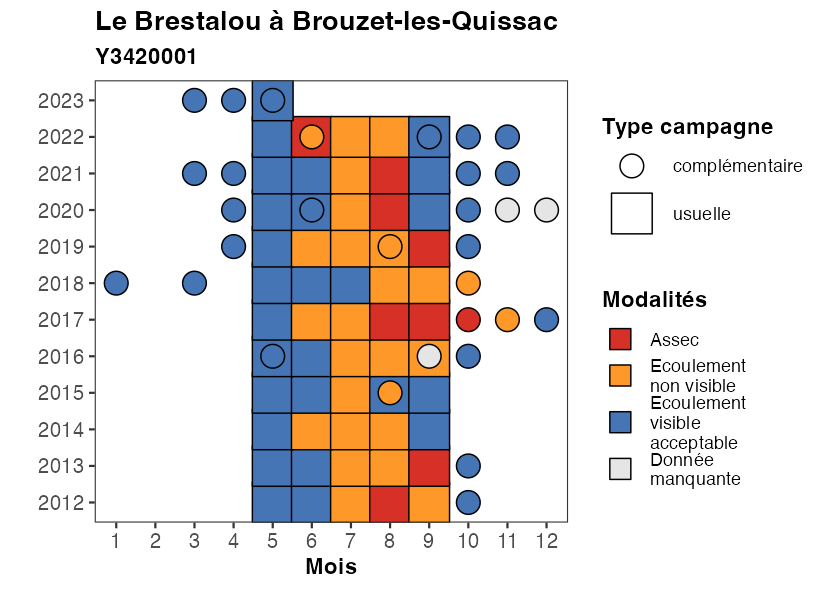 Le Brestalou à Brouzet-les-Quissac
Y3420001
2023
2022
2021
2020
2019
2018
2017
2016
2015
2014
2013
2012
1 2 3 4 5 6 7 8 9 10 11 12
Mois
Type campagne
complémentaire
usuelle
Modalités
Assec
Ecoulement
non visible
Ecoulement
visible
acceptable
Donnée
manquante